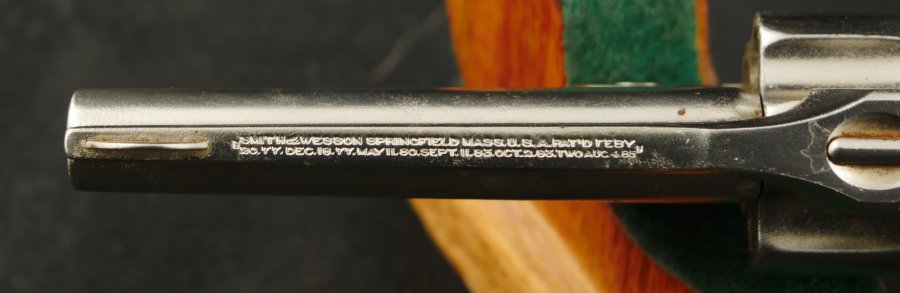 "SMITH & WESSON SPRINGFIELD MASS. U.S.A. PAT'D FEBY.
20.77. DEC. 18. 77. MAY 11. 80. SEPT. 11. 83. OCT. 2. 83. TWO AUG. 4. 85"